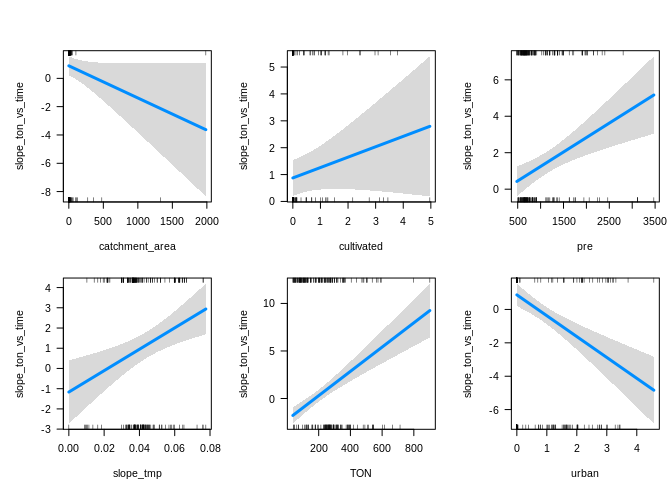 slope_ton_vs_time
0
-2
-4
-6
-8
0 500 1000 1500 2000
catchment_area
slope_ton_vs_time
5
4
3
2
1
0
0 1 2 3 4 5
cultivated
slope_ton_vs_time
6
4
2
0
500 1500 2500 3500
pre
slope_ton_vs_time
4
3
2
1
0
-1
-2
-3
0.00 0.02 0.04 0.06 0.08
slope_tmp
slope_ton_vs_time
10
5
0
200 400 600 800
TON
slope_ton_vs_time
0
-2
-4
-6
0 1 2 3 4
urban